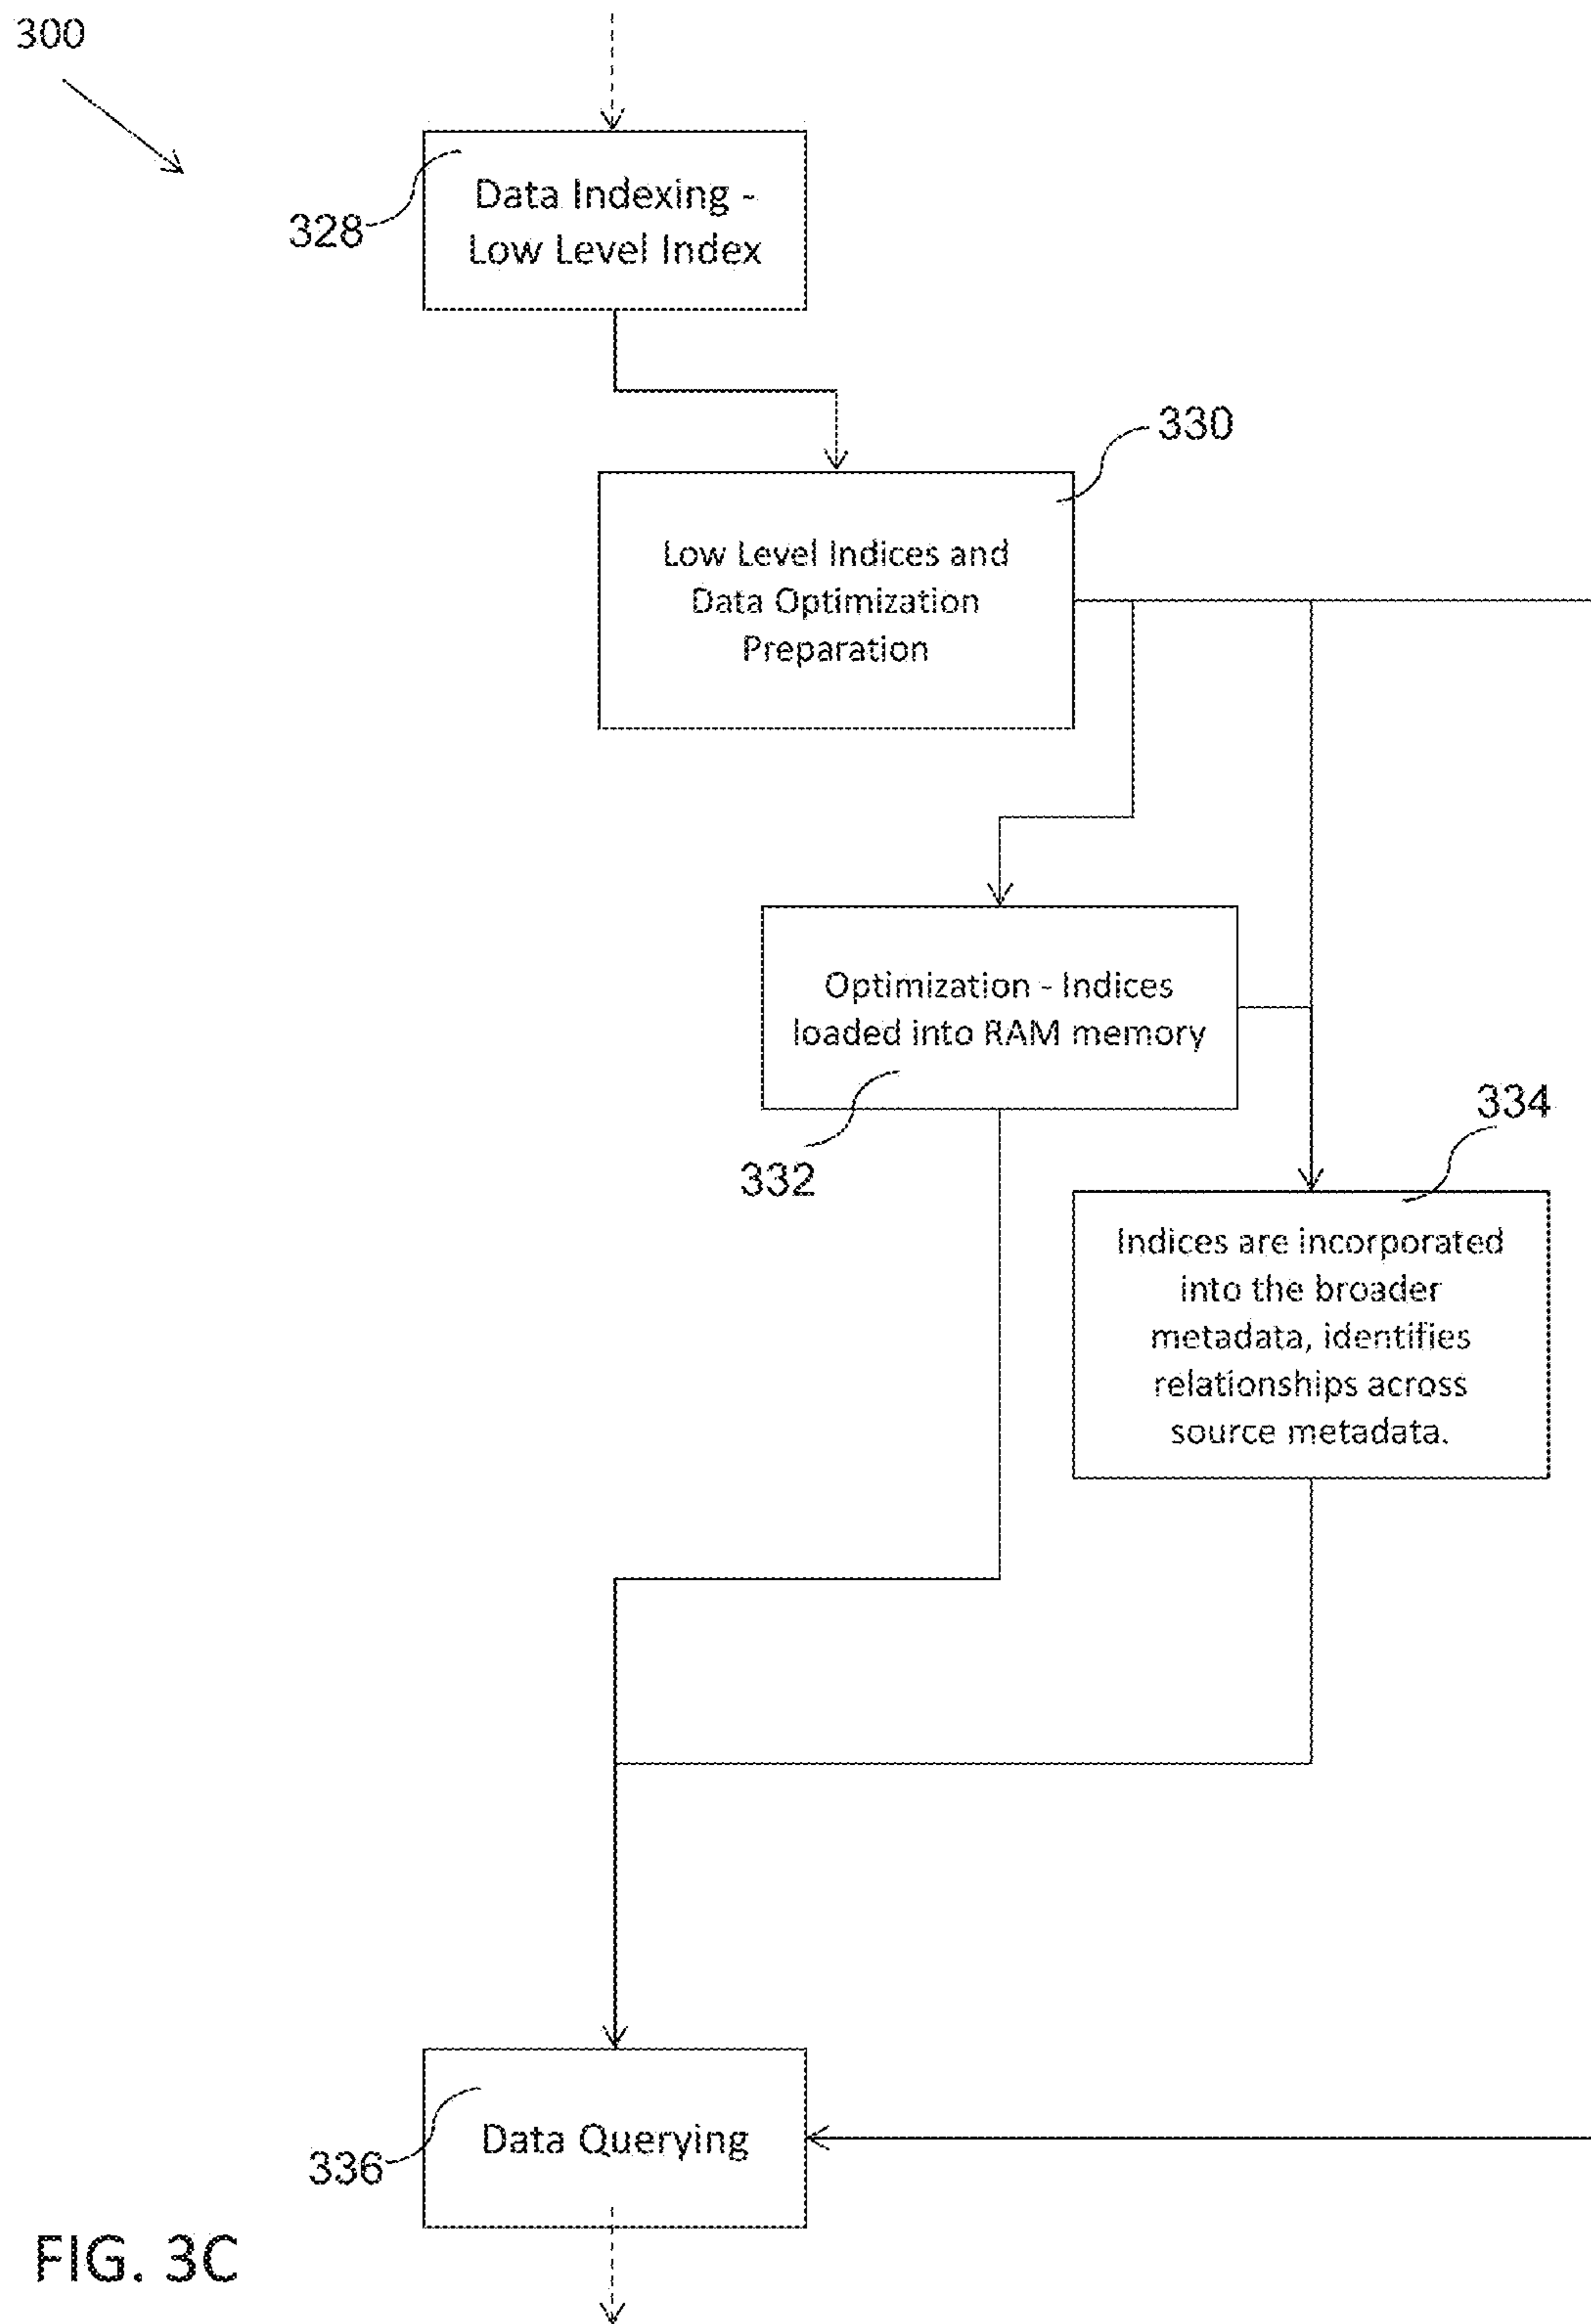 300
Data Indexing -
Low Level Index
328
330
Low Level Indices and
Data Optimization
Preparation
Optimization - Indices
loaded into RAM memory
332
334
Indices are incorporated
into the broader
metadata, identifies
relationships across
source metadata.
Data Querying
336
FIG. 3C